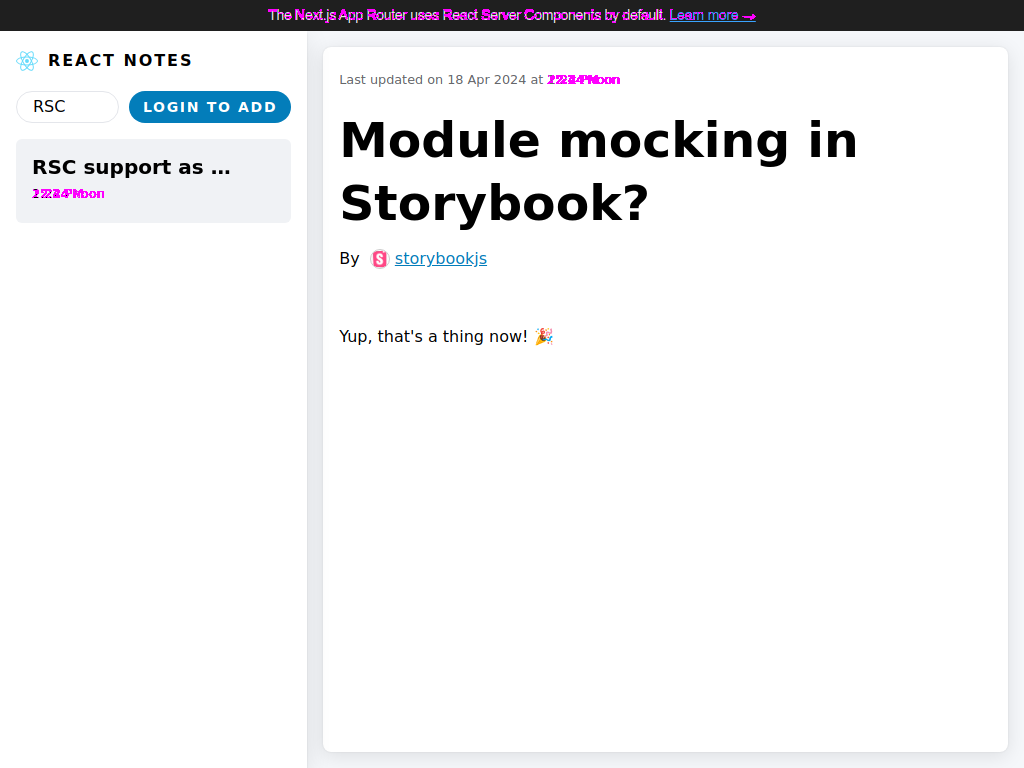 The Next.js App Router uses React Server Components by default. Learn more →
REACT NOTES
RSC
LOGIN TO ADD
RSC support as ...
Last updated on 18 Apr 2024 at
Module mocking in
Storybook?
By storybookjs
Yup, that's a thing now! 🎉